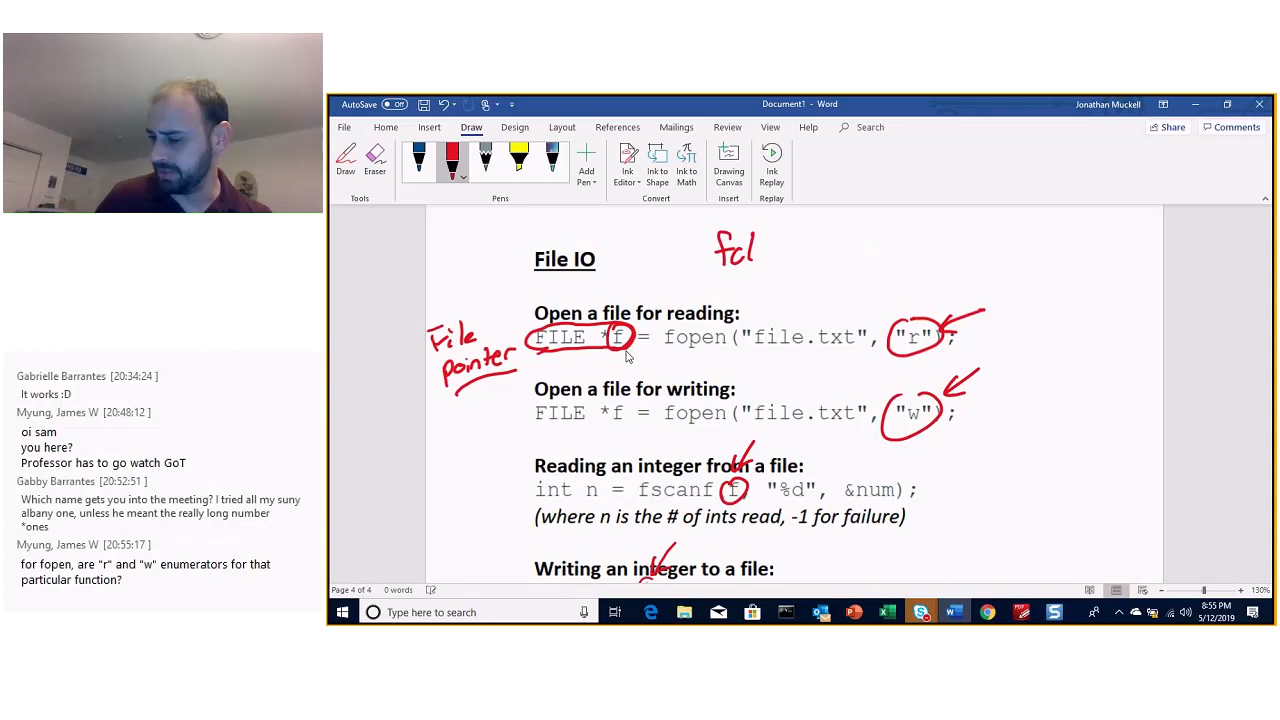 AutoSave Off Document1 - Word Jonathan Muckell
File Home Insert Draw Design Layout References Mailings Review View Help Search Share Comments
Draw Eraser Add Pen Ink Editor Ink to Shape Ink to Math Drawing Canvas Ink Replay
Tools Pens Convert Insert Replay
fcl
File IO
Open a file for reading:
FILE *f = fopen("file.txt", "r");
File
pointer
Open a file for writing:
FILE *f = fopen("file.txt", "w");
Reading an integer from a file:
int n = fscanf f, "%d", &num);
(where n is the # of ints read, -1 for failure)
Writing an integer to a file:
Page 4 of 4 0 words 130%
Type here to search
8:55 PM
5/12/2019
Gabrielle Barrantes [20:34:24]
It works :D
Myung, James W [20:48:12]
oi sam
you here?
Professor has to go watch GoT
Gabby Barrantes [20:52:51]
Which name gets you into the meeting? I tried all my suny
albany one, unless he meant the really long number
*ones
Myung, James W [20:55:17]
for fopen, are "r" and "w" enumerators for that
particular function?